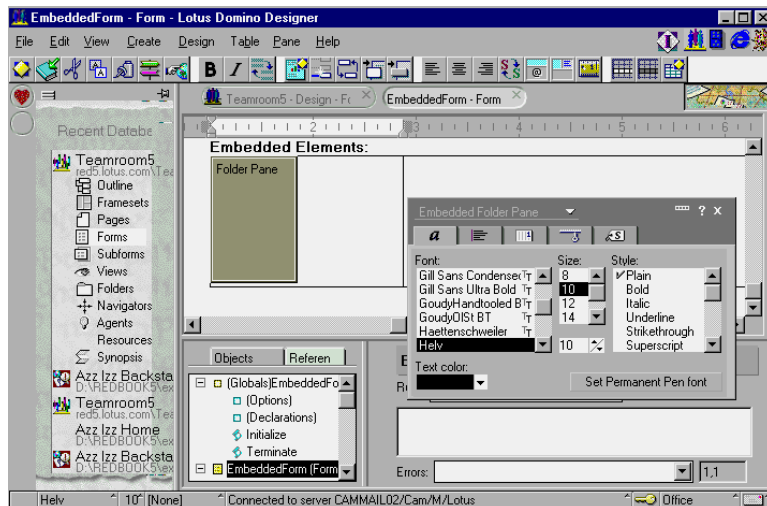 EmbeddedForm - Form - Lotus Domino Designer
File Edit View Create Design Table Pane Help
B I
Teamroom5 - Design - Fo
EmbeddedForm - Form
Recent Databe
Teamroom5
red5.lotus.com\Tea
Outline
Framesets
Pages
Forms
Subforms
Views
Folders
Navigators
Agents
Resources
Synopsis
Azz Izz Backsta
D:\REDBOOK5\ex
Teamroom5
red5.lotus.com\Tea
Azz Izz Home
D:\REDBOOK5\ex
Azz Izz Backsta
D:\REDBOOK5\ex
2 3 4 5 6
Embedded Elements:
Folder Pane
Embedded Folder Pane
? x
a
Font: Size: Style:
Gill Sans Condensed 8 Plain
Gill Sans Ultra Bold 10 Bold
GoudyHandtooled BT 12 Italic
GoudyOlSt BT 14 Underline
Haettenschweiler Strikethrough
Helv 10 Superscript
Text color:
Set Permanent Pen font
Objects Referen
(Globals)EmbeddedFo
(Options)
(Declarations)
Initialize
Terminate
EmbeddedForm (Form
Errors: 1,1
Helv 10 [None] Connected to server CAMMAIL02/Cam/M/Lotus Office